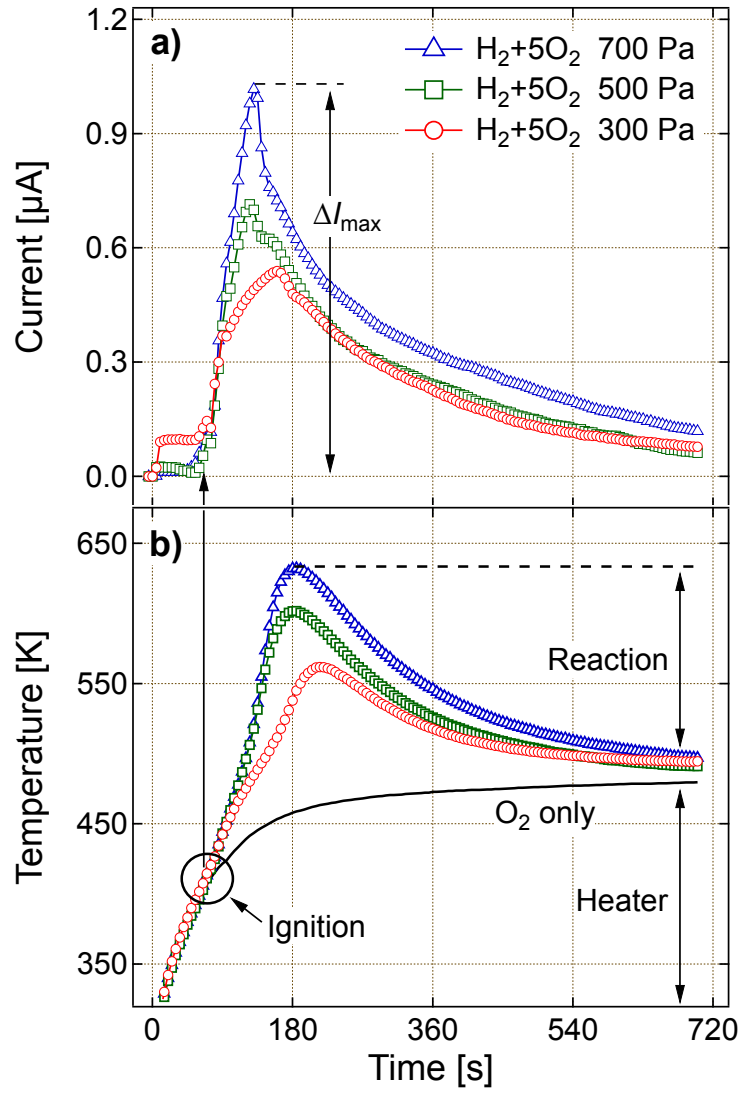 a)
H₂+5O₂ 700 Pa
H₂+5O₂ 500 Pa
H₂+5O₂ 300 Pa
1.2
0.9
0.6
0.3
0.0
Current [µA]
ΔI_max
b)
650
550
450
350
Temperature [K]
Reaction
O₂ only
Heater
Ignition
0 180 360 540 720
Time [s]